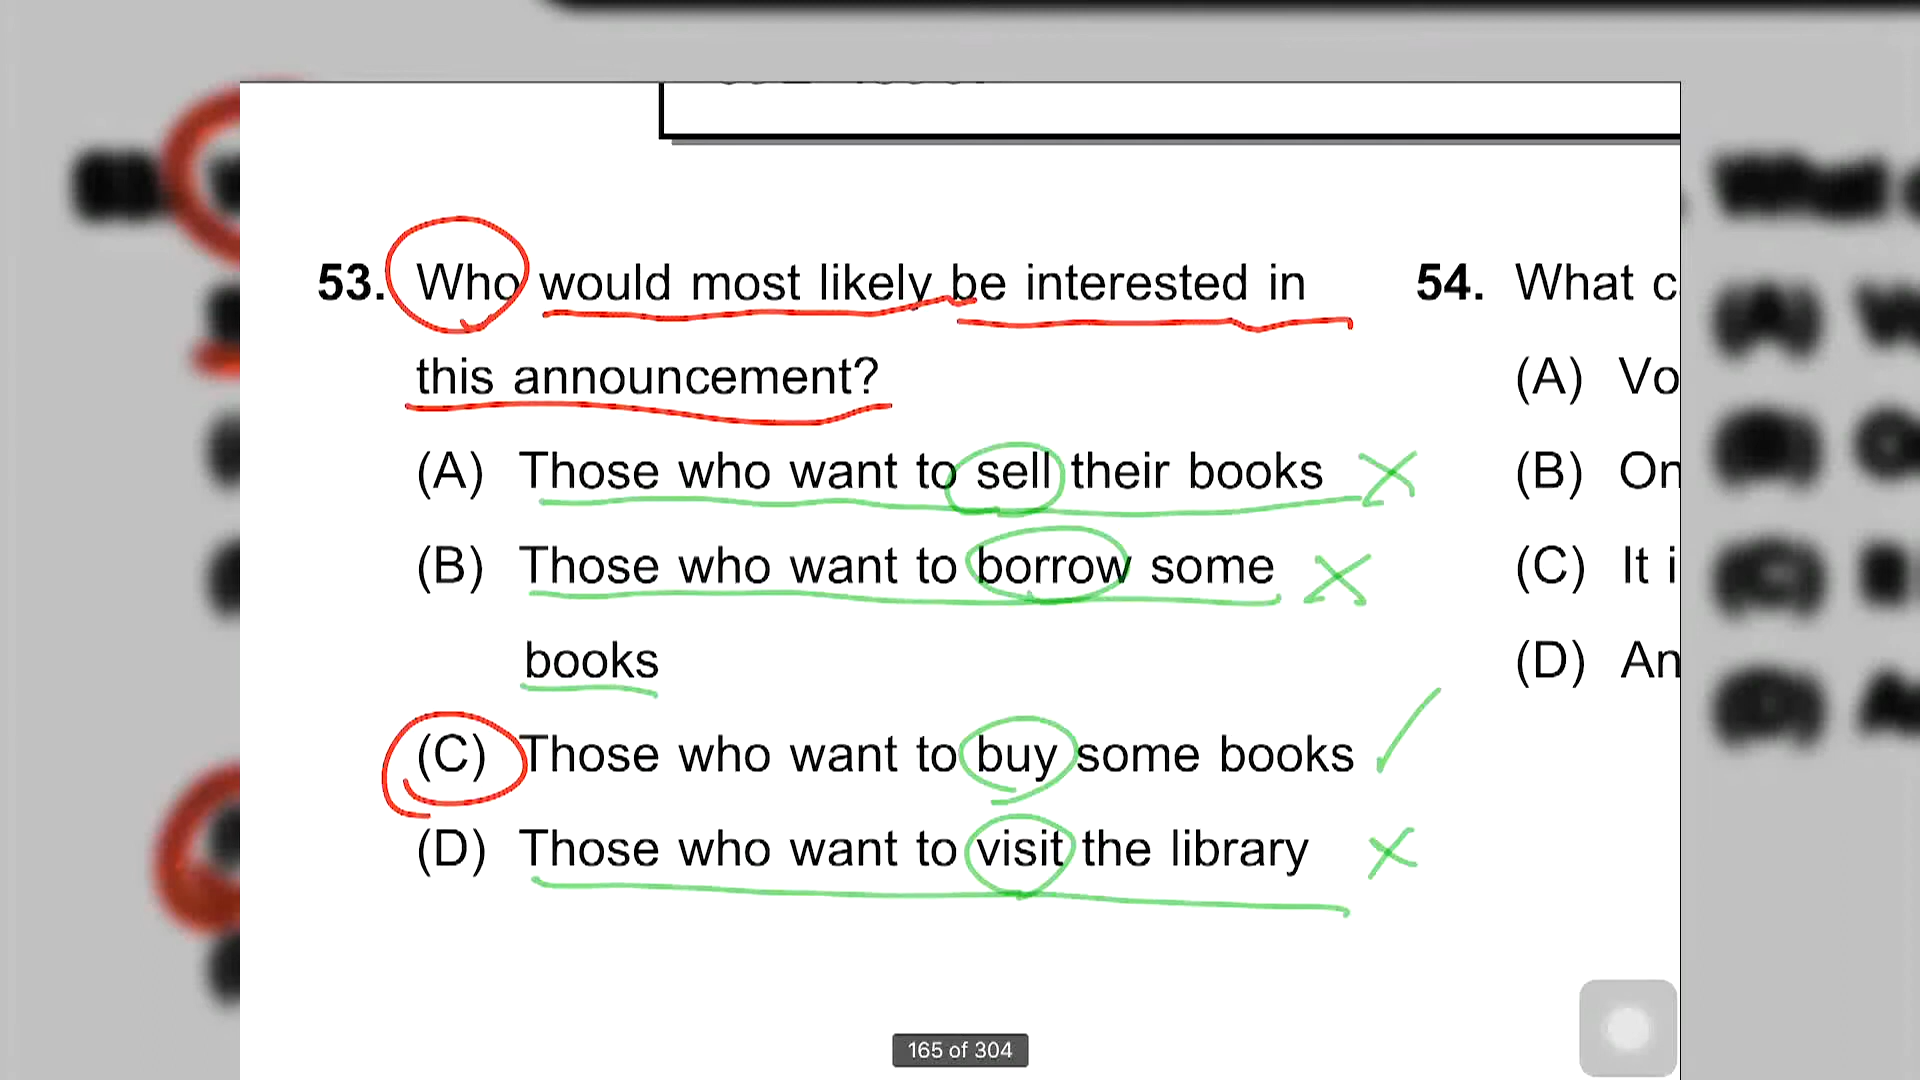 53. Who would most likely be interested in
this announcement?
(A) Those who want to sell their books
(B) Those who want to borrow some
books
(C) Those who want to buy some books
(D) Those who want to visit the library
54. What c
(A) Vo
(B) On
(C) It i
(D) An
165 of 304